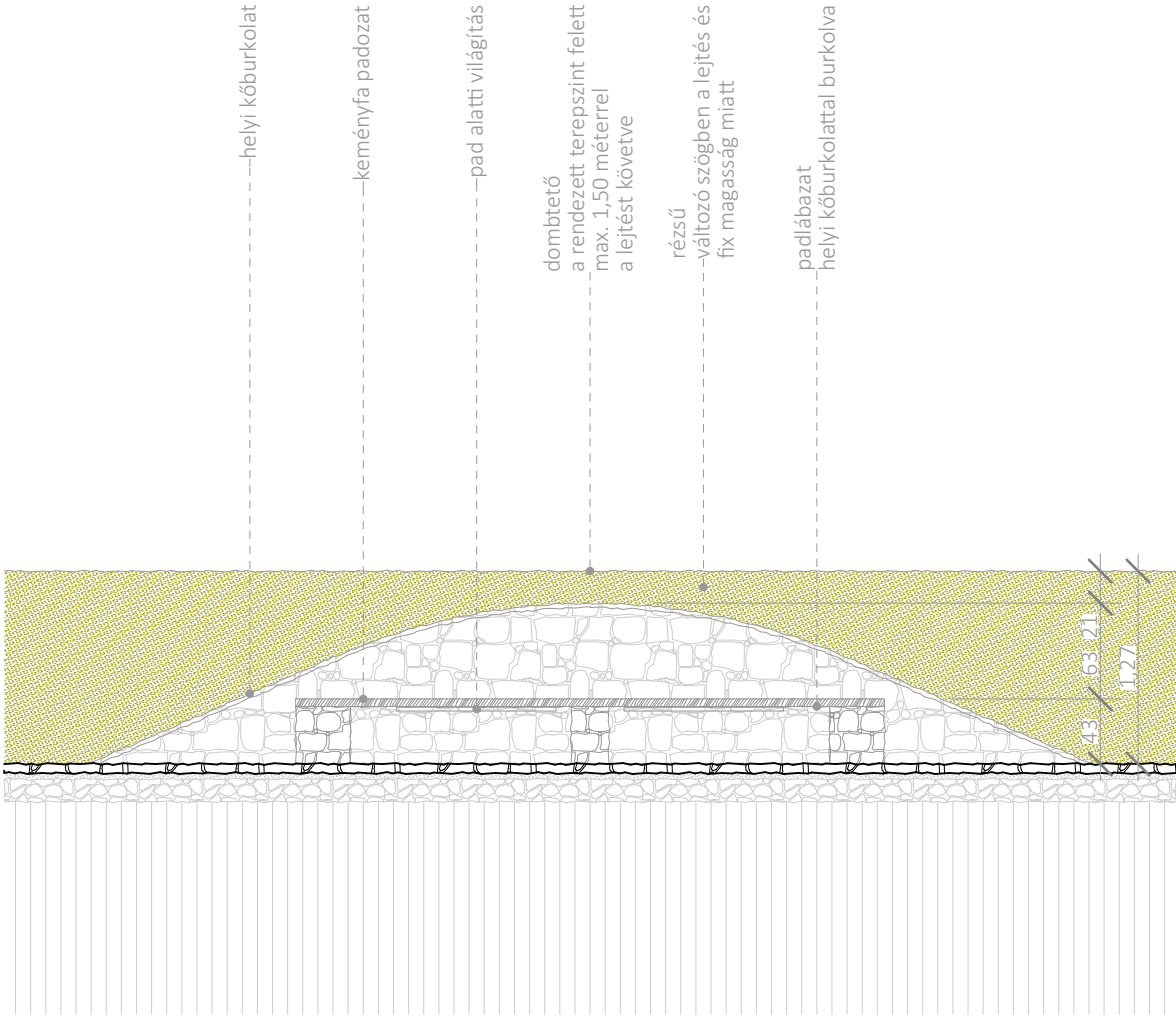 helyi kőburkolat
keményfa padozat
pad alatti világítás
dombtető
a rendezett terepszint felett
max. 1,50 méterrel
a lejtést követve
rézsű
változó szögben a lejtés és
fix magasság miatt
padlábazat
helyi kőburkolattal burkolva
21
63
43
1,27